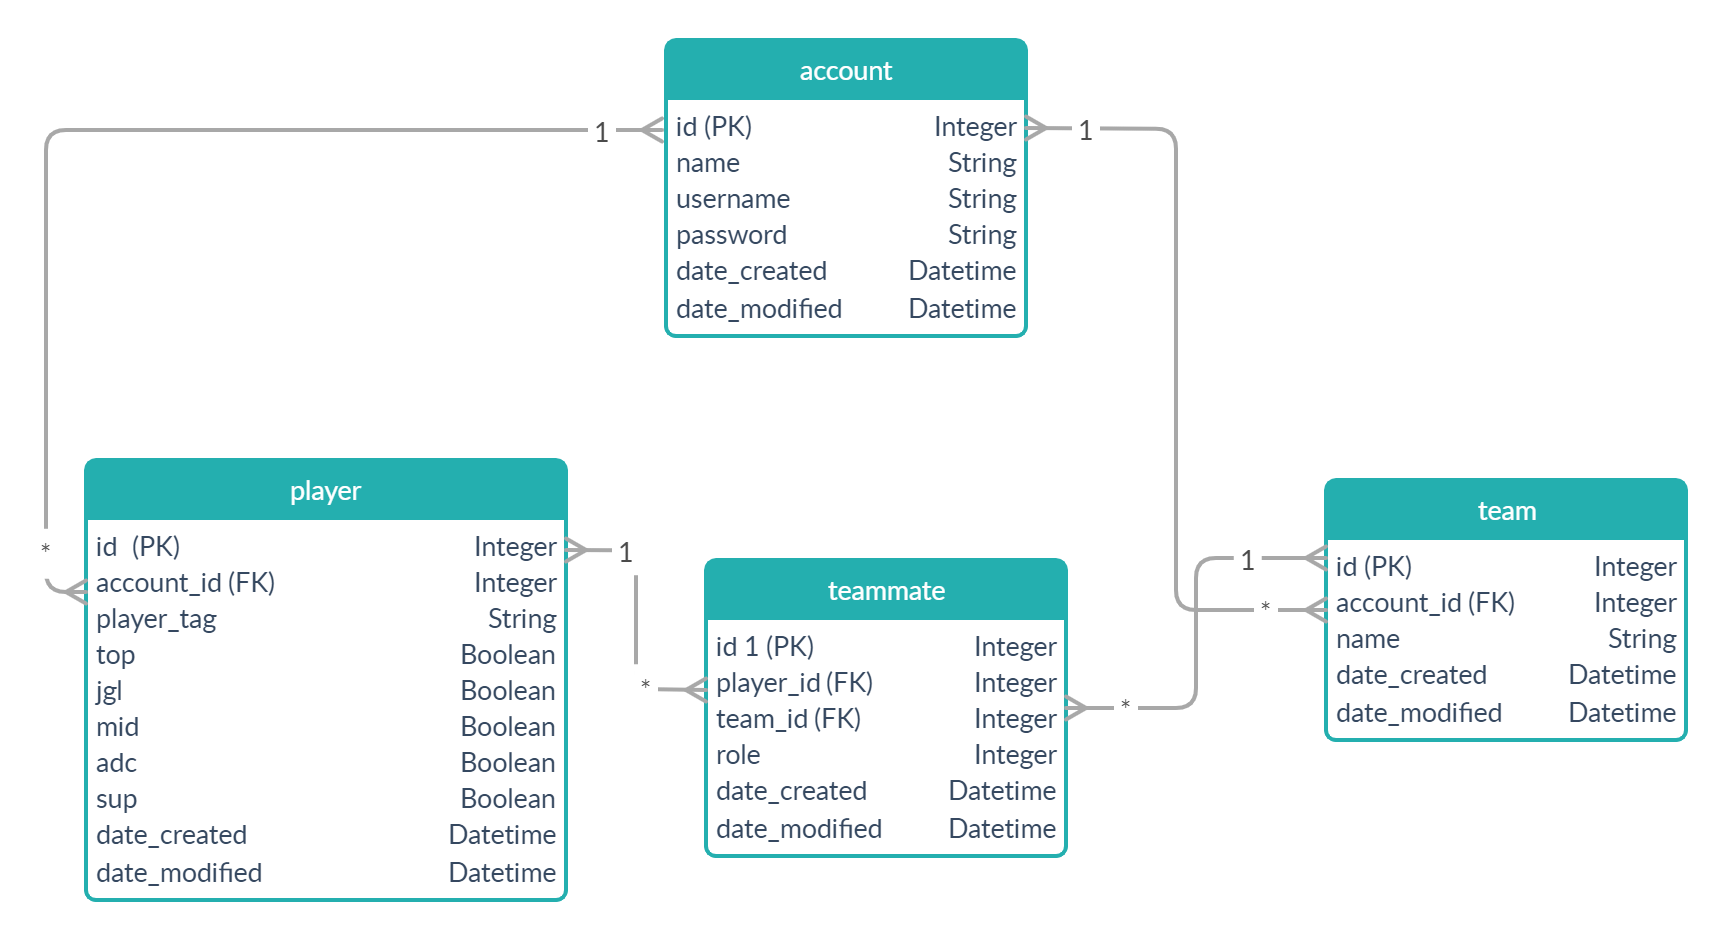 account
1
id (PK) Integer
1
name String
username String
password String
date_created Datetime
date_modified Datetime
player
*
id (PK) Integer
account_id (FK) Integer
player_tag String
top Boolean
jgl Boolean
mid Boolean
adc Boolean
sup Boolean
date_created Datetime
date_modified Datetime
1
*
teammate
id 1 (PK) Integer
player_id (FK) Integer
team_id (FK) Integer
role Integer
date_created Datetime
date_modified Datetime
*
1
*
team
id (PK) Integer
account_id (FK) Integer
name String
date_created Datetime
date_modified Datetime